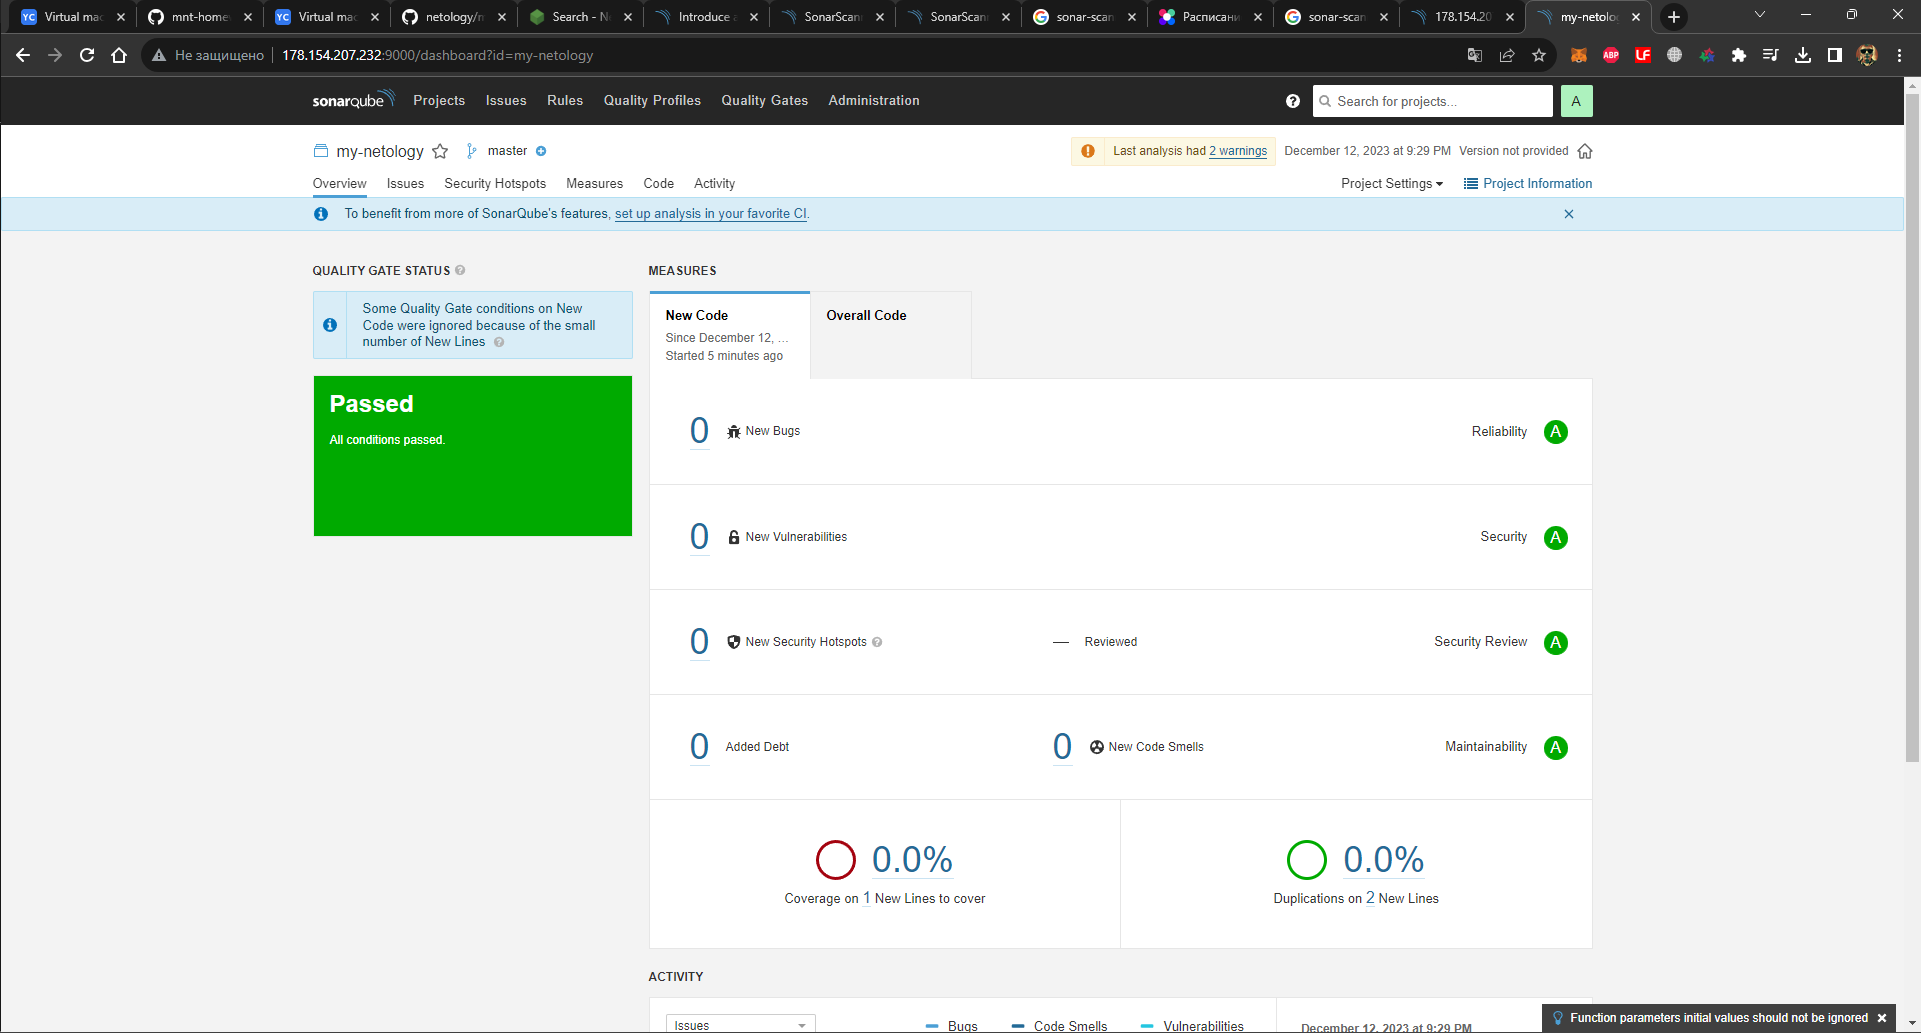 Virtual mac
mnt-home
Virtual mac
netology/m
Search - N
Introduce a
SonarScann
SonarScann
sonar-scan
Расписани
sonar-scan
178.154.20
my-netolog
Не защищено
178.154.207.232:9000/dashboard?id=my-netology
sonarqube
Projects
Issues
Rules
Quality Profiles
Quality Gates
Administration
Search for projects...
A
my-netology
master
Last analysis had 2 warnings
December 12, 2023 at 9:29 PM
Version not provided
Overview
Issues
Security Hotspots
Measures
Code
Activity
Project Settings
Project Information
To benefit from more of SonarQube's features, set up analysis in your favorite CI.
QUALITY GATE STATUS
MEASURES
Some Quality Gate conditions on New
Code were ignored because of the small
number of New Lines
Passed
All conditions passed.
New Code
Since December 12, ...
Started 5 minutes ago
Overall Code
0 New Bugs
Reliability A
0 New Vulnerabilities
Security A
0 New Security Hotspots
— Reviewed
Security Review A
0 Added Debt
0 New Code Smells
Maintainability A
0.0%
Coverage on 1 New Lines to cover
0.0%
Duplications on 2 New Lines
ACTIVITY
Issues
Bugs
Code Smells
Vulnerabilities
December 12, 2023 at 9:29 PM
Function parameters initial values should not be ignored